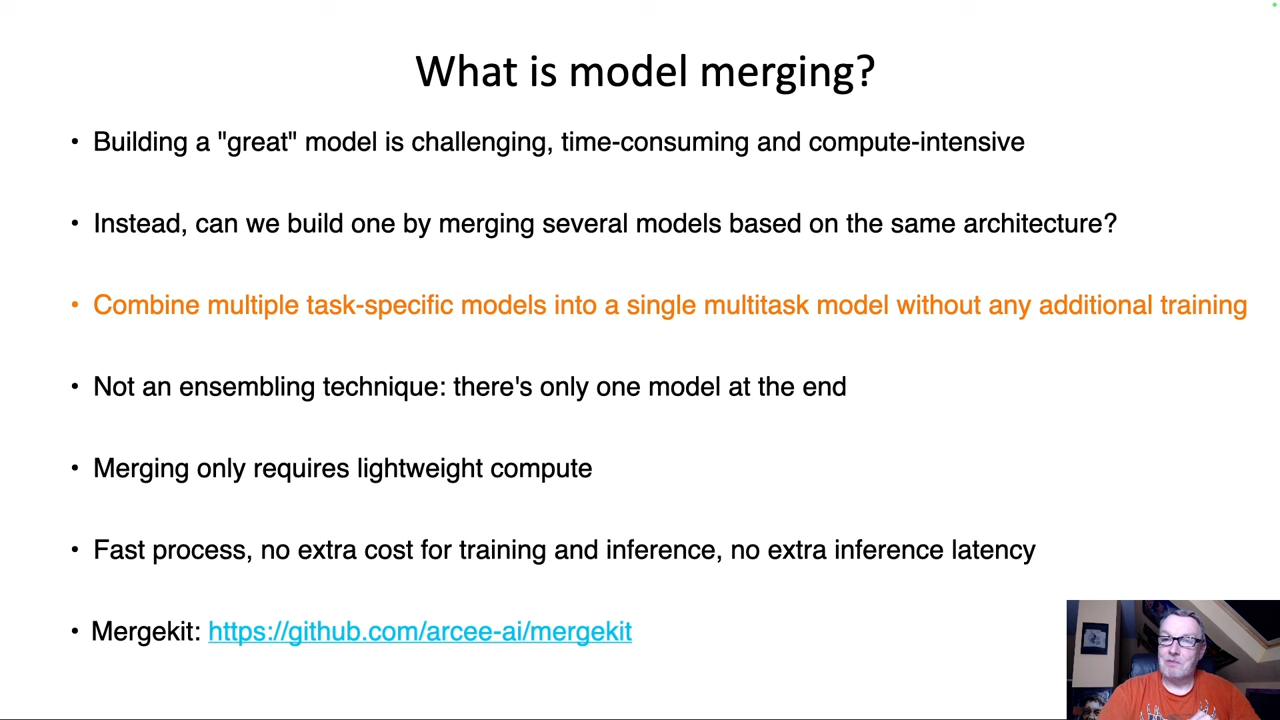 What is model merging?
• Building a "great" model is challenging, time-consuming and compute-intensive
• Instead, can we build one by merging several models based on the same architecture?
• Combine multiple task-specific models into a single multitask model without any additional training
• Not an ensembling technique: there's only one model at the end
• Merging only requires lightweight compute
• Fast process, no extra cost for training and inference, no extra inference latency
• Mergekit: https://github.com/arcee-ai/mergekit